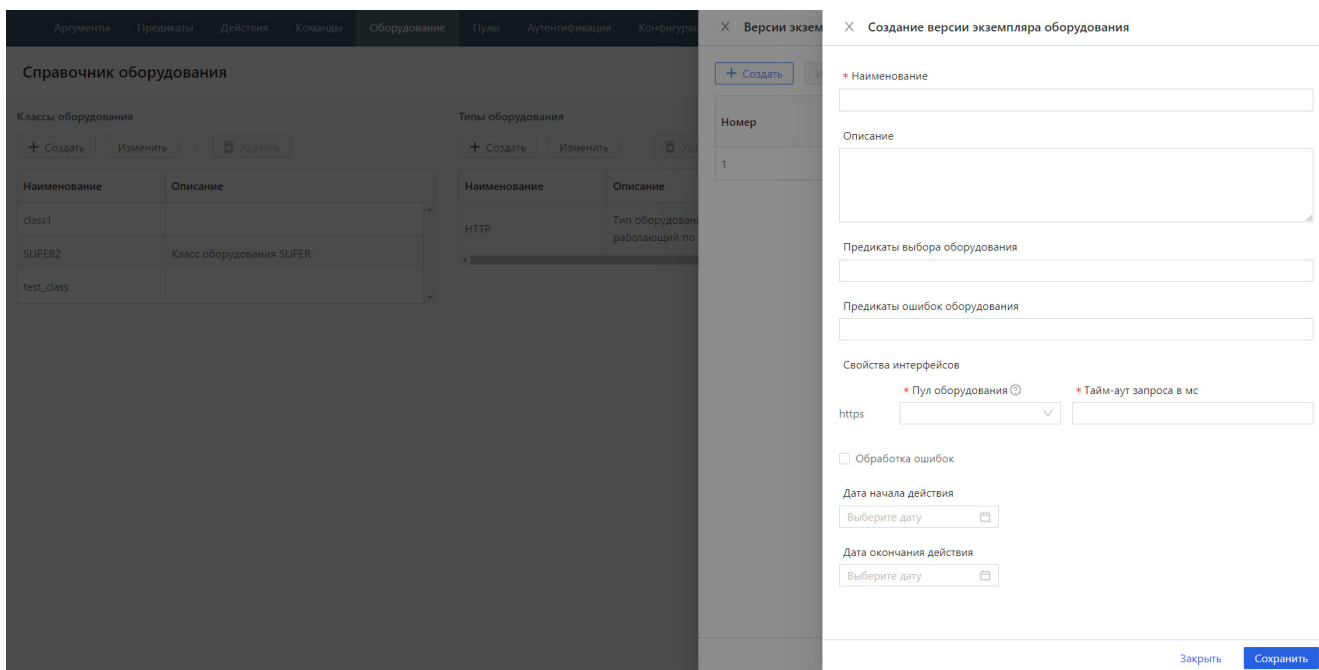 Аргументы Предикаты Действия Команды Оборудование Пулы Аутентификация
Справочник оборудования
Классы оборудования
+ Создать Изменить Удалить
Наименование Описание
class1
SUPER2 Класс оборудования SUPER
test_class
Типы оборудования
+ Создать Изменить
Наименование Описание
HTTP Тип
работающий по
Версии
+ Создать
Номер
1
Создание версии экземпляра оборудования
* Наименование
Описание
Предикаты выбора оборудования
Предикаты ошибок оборудования
Свойства интерфейсов
* Пул оборудования * Тайм-аут запроса в мс
https
Обработка ошибок
Дата начала действия
Выберите дату
Дата окончания действия
Выберите дату
Закрыть Сохранить